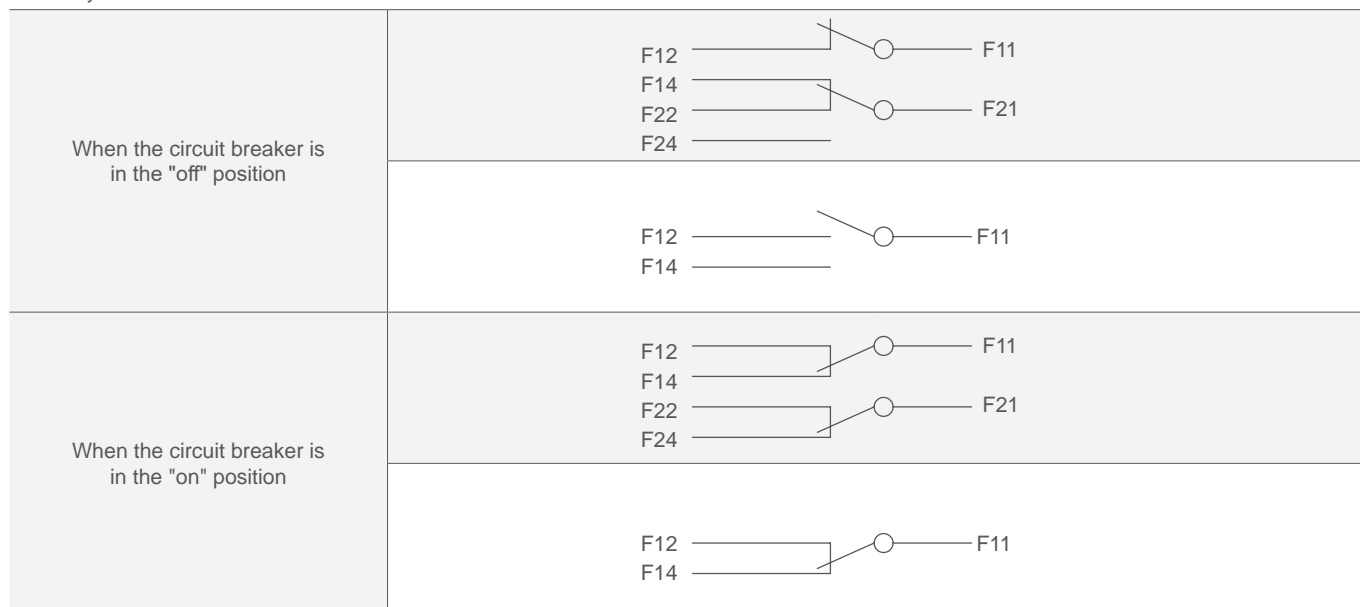 When the circuit breaker is
in the "off" position
F12
F11
F14
F22
F21
F24
F12
F11
F14
When the circuit breaker is
in the "on" position
F12
F11
F14
F22
F21
F24
F12
F11
F14